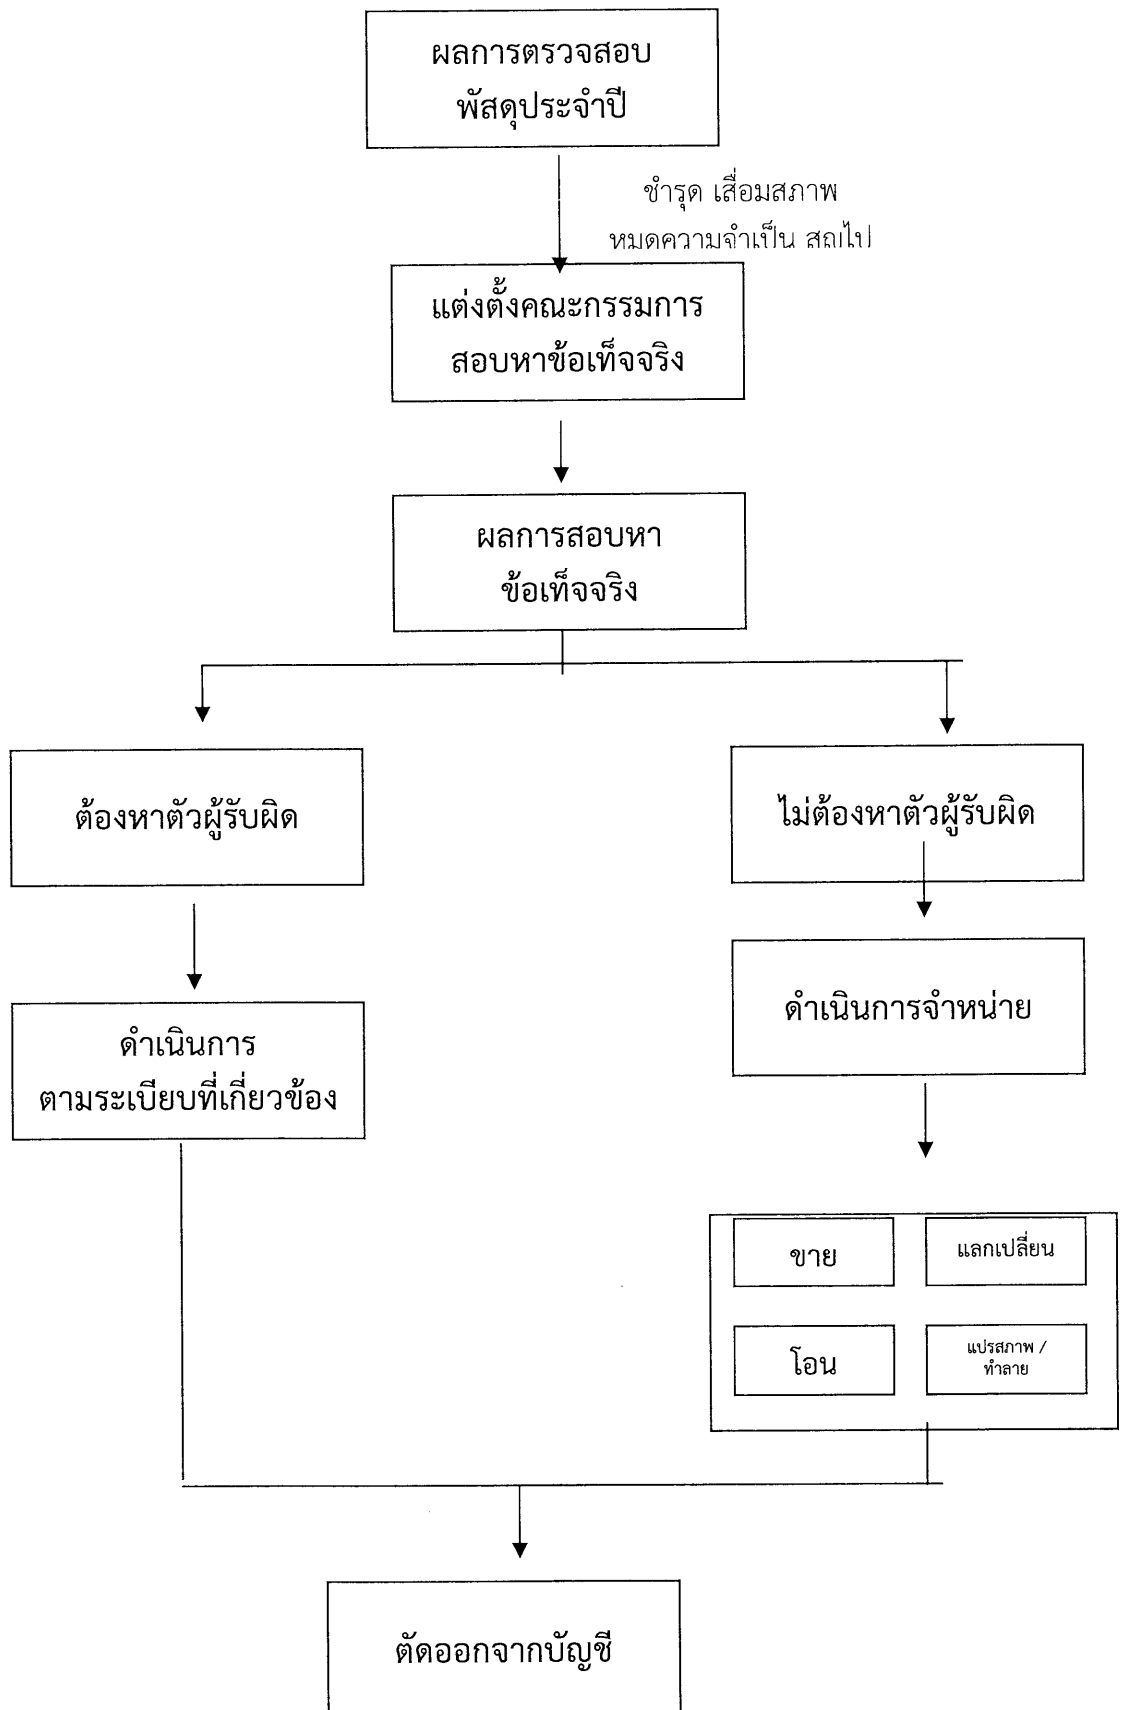 ผลการตรวจสอบ
พัสดุประจำปี
ชำรุด เสื่อมสภาพ
หมดความจำเป็น สูญไป
แต่งตั้งคณะกรรมการ
สอบหาข้อเท็จจริง
ผลการสอบหา
ข้อเท็จจริง
ต้องหาตัวผู้รับผิด
ไม่ต้องหาตัวผู้รับผิด
ดำเนินการ
ตามระเบียบที่เกี่ยวข้อง
ดำเนินการจำหน่าย
ขาย
แลกเปลี่ยน
โอน
แปรสภาพ /
ทำลาย
ตัดออกจากบัญชี